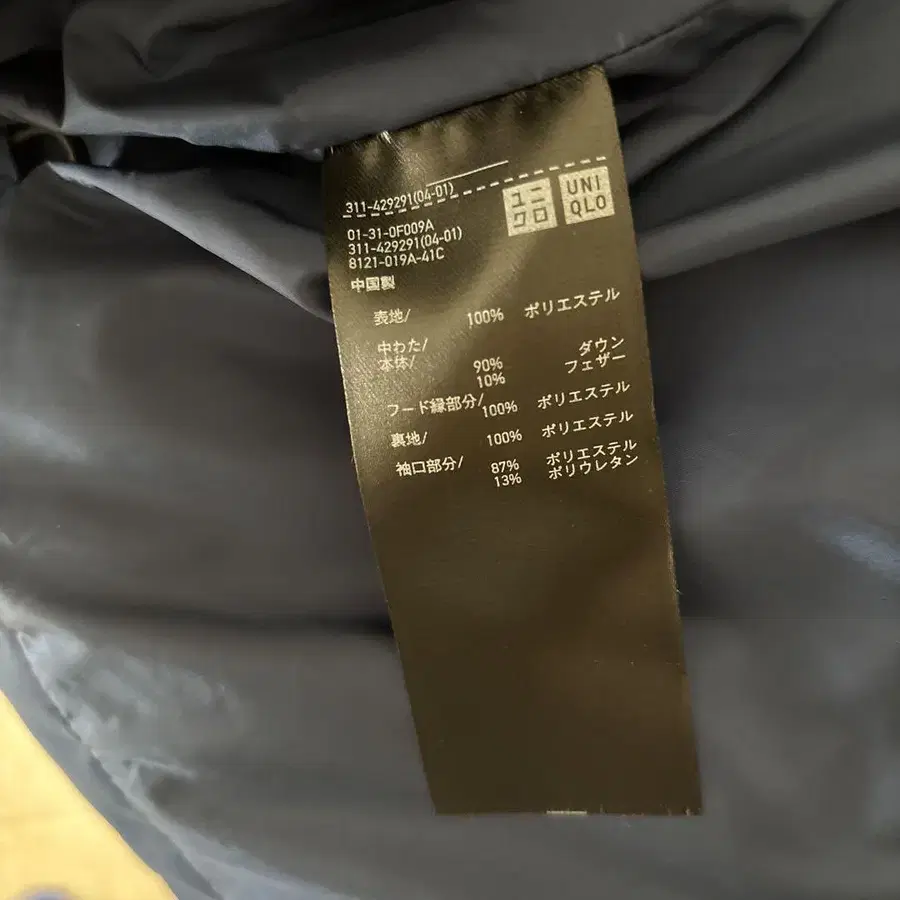 311-429291(04-01)
ユニ
クロ
UNI
QLO
01-31-0F009A
311-429291(04-01)
8121-019A-41C
中国製
表地/ 100% ポリエステル
中わた/
本体/ 90% ダウン
10% フェザー
フード縁部分/ 100% ポリエステル
裏地/ 100% ポリエステル
袖口部分/ 87% ポリエステル
13% ポリウレタン